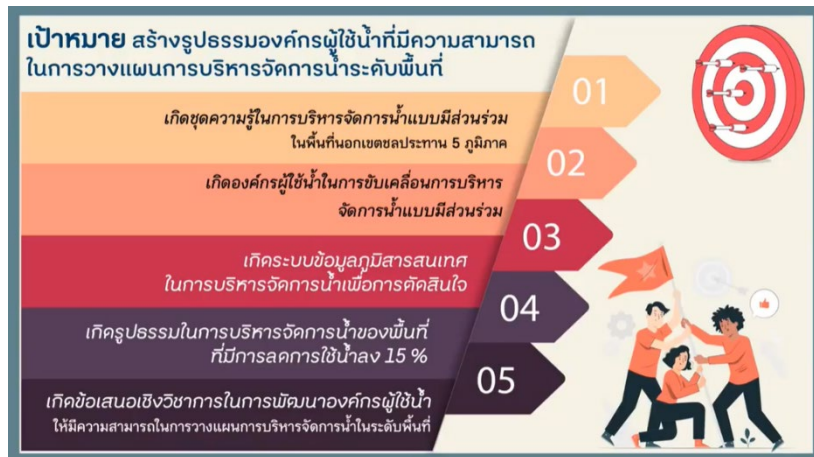 เป้าหมาย สร้างรูปธรรมองค์กรผู้ใช้น้ำที่มีความสามารถ
ในการวางแผนการบริหารจัดการน้ำระดับพื้นที่
01
เกิดชุดความรู้ในการบริหารจัดการน้ำแบบมีส่วนร่วม
ในพื้นที่นอกเขตชลประทาน 5 ภูมิภาค
02
เกิดองค์กรผู้ใช้น้ำในการขับเคลื่อนการบริหาร
จัดการน้ำแบบมีส่วนร่วม
03
เกิดระบบข้อมูลภูมิสารสนเทศ
ในการบริหารจัดการน้ำเพื่อการตัดสินใจ
04
เกิดรูปธรรมในการบริหารจัดการน้ำของพื้นที่
ที่มีการลดการใช้น้ำลง 15 %
05
เกิดข้อเสนอเชิงวิชาการในการพัฒนาองค์กรผู้ใช้น้ำ
ให้มีความสามารถในการวางแผนการบริหารจัดการน้ำในระดับพื้นที่